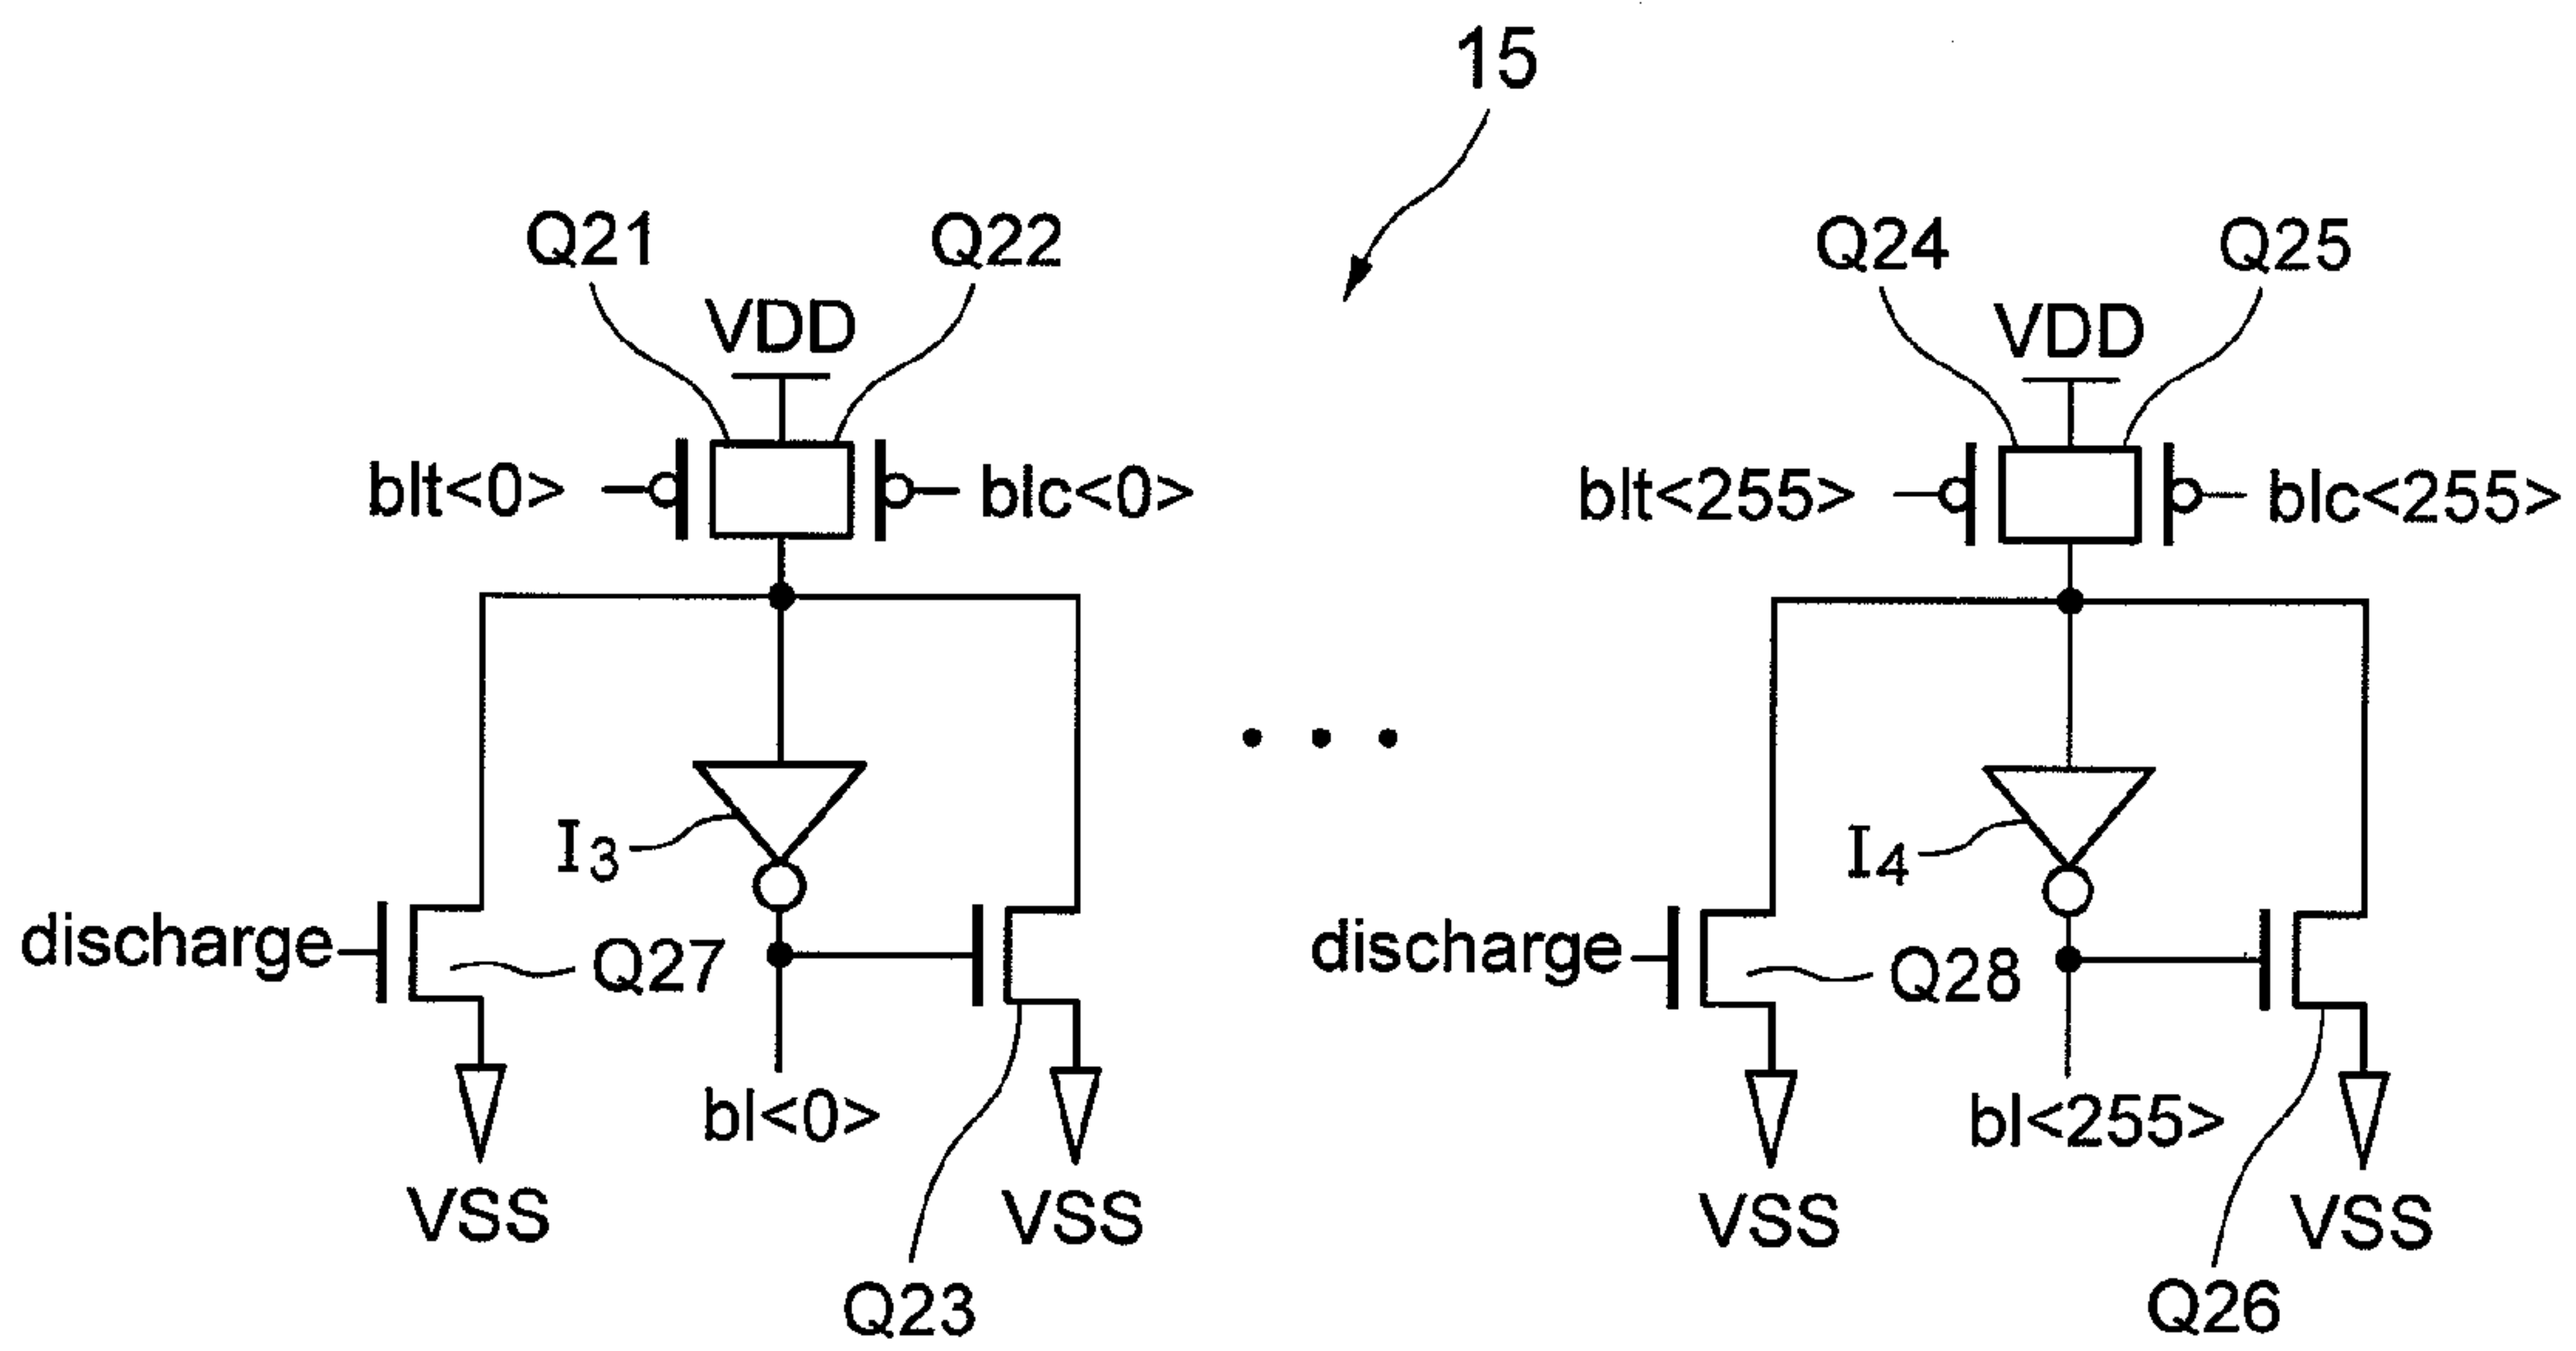 15
Q21 Q22 Q24 Q25
VDD VDD
blt<0> blc<0> blt<255> blc<255>
I3 I4
discharge Q27 discharge Q28
bl<0> bl<255>
VSS VSS VSS VSS
Q23 Q26